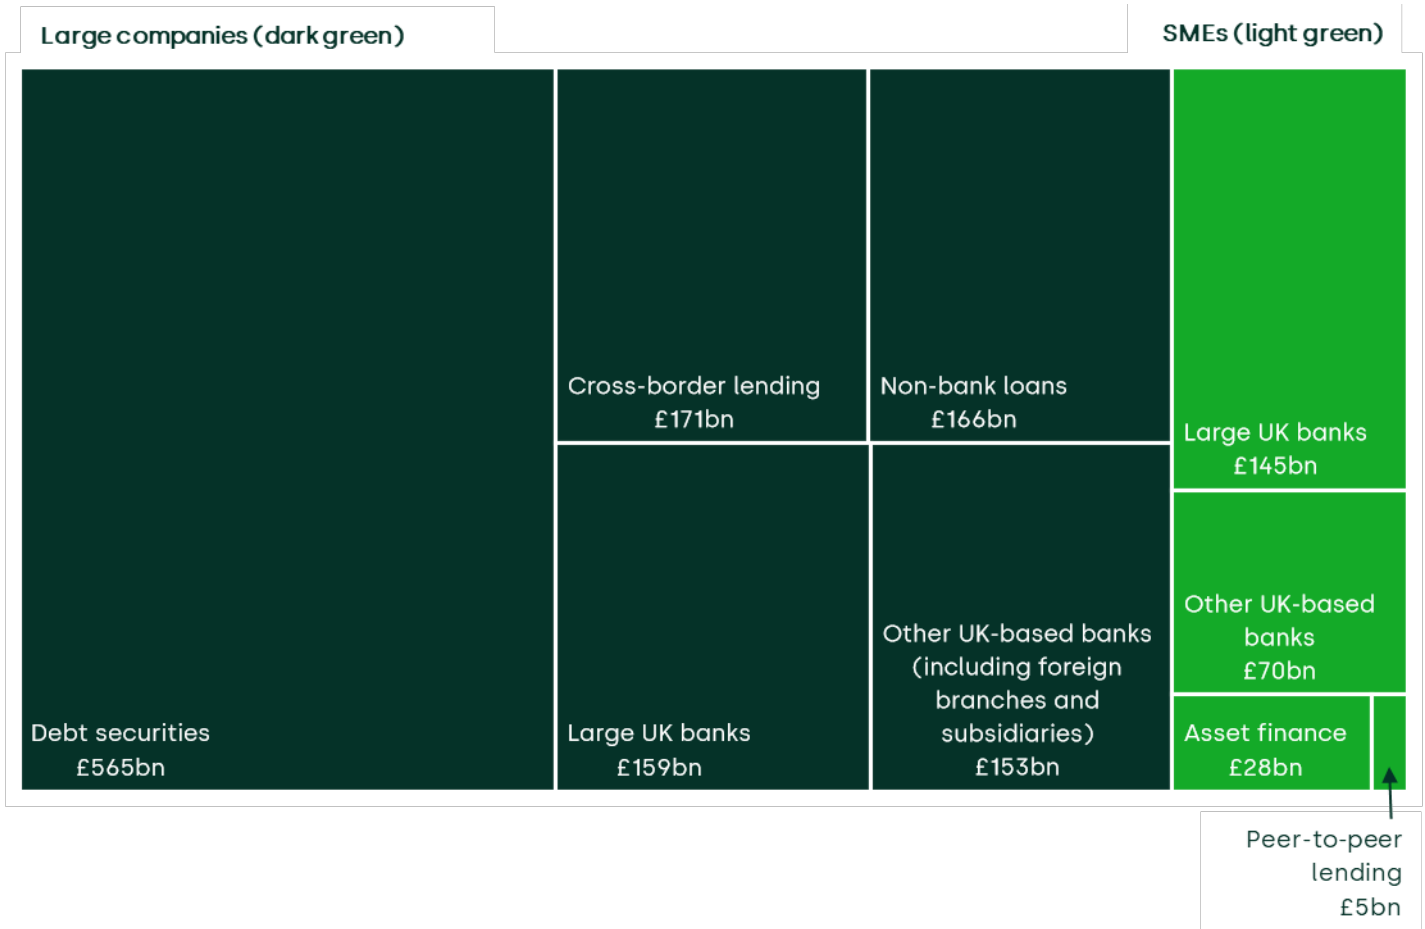 Large companies (dark green)
SMEs (light green)
Debt securities
£565bn
Cross-border lending
£171bn
Non-bank loans
£166bn
Large UK banks
£159bn
Other UK-based banks
(including foreign
branches and
subsidiaries)
£153bn
Large UK banks
£145bn
Other UK-based
banks
£70bn
Asset finance
£28bn
Peer-to-peer
lending
£5bn